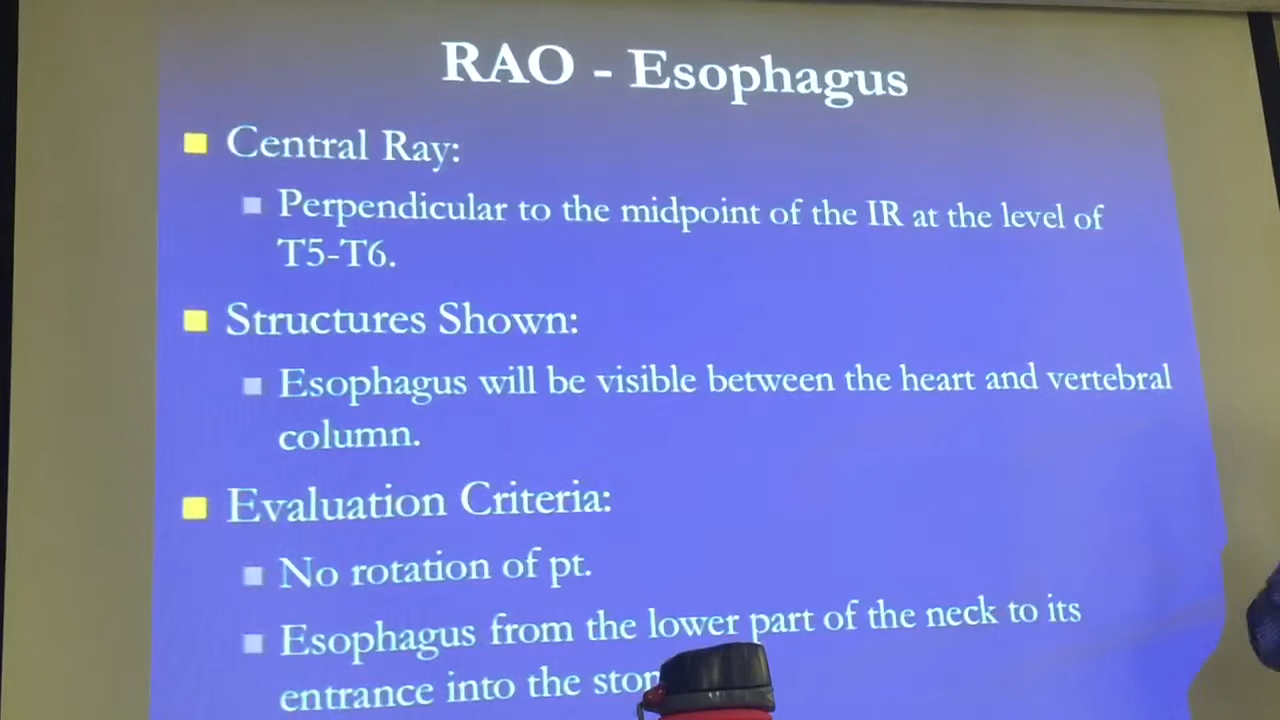 RAO - Esophagus
Central Ray:
Perpendicular to the midpoint of the IR at the level of
T5-T6.
Structures Shown:
Esophagus will be visible between the heart and vertebral
column.
Evaluation Criteria:
No rotation of pt.
Esophagus from the lower part of the neck to its
entrance into the